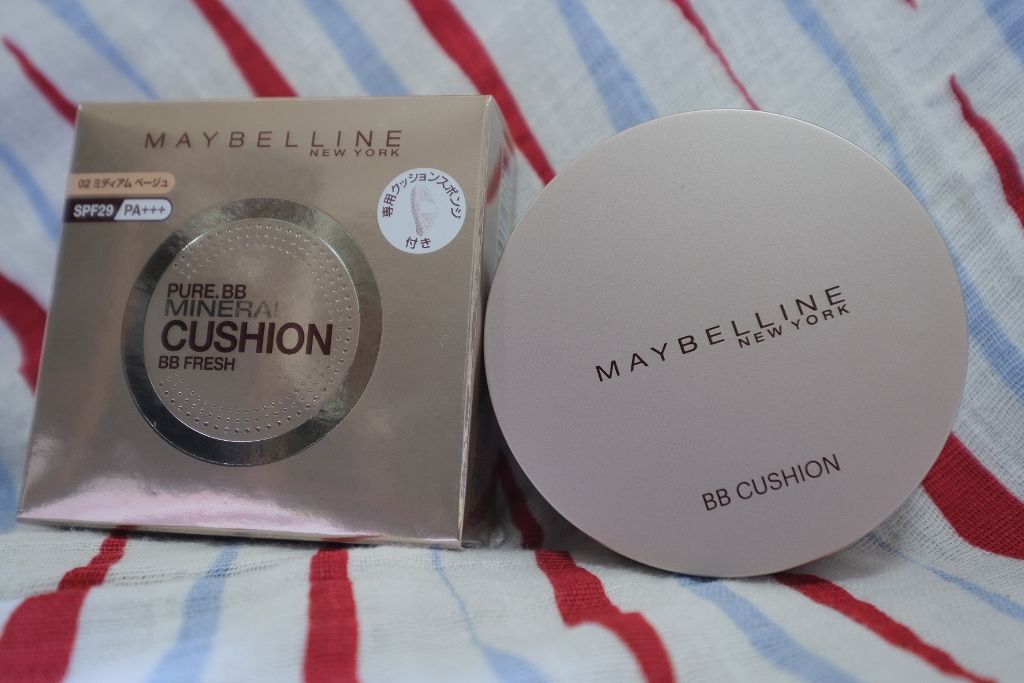 MAYBELLINE
NEW YORK
02 ミディアム ベージュ
SPF29 PA+++
専用クッションスポンジ
付き
PURE.BB
MINERAL
CUSHION
BB FRESH
MAYBELLINE
NEW YORK
BB CUSHION